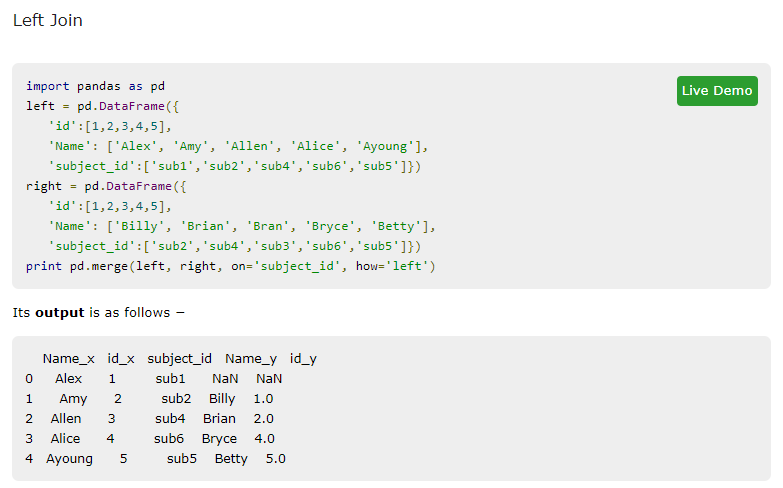 Left Join
Live Demo
import pandas as pd
left = pd.DataFrame({
'id':[1,2,3,4,5],
'Name': ['Alex', 'Amy', 'Allen', 'Alice', 'Ayoung'],
'subject_id':['sub1','sub2','sub4','sub6','sub5']})
right = pd.DataFrame({
'id':[1,2,3,4,5],
'Name': ['Billy', 'Brian', 'Bran', 'Bryce', 'Betty'],
'subject_id':['sub2','sub4','sub3','sub6','sub5']})
print pd.merge(left, right, on='subject_id', how='left')
Its output is as follows −
Name_x id_x subject_id Name_y id_y
0 Alex 1 sub1 NaN NaN
1 Amy 2 sub2 Billy 1.0
2 Allen 3 sub4 Brian 2.0
3 Alice 4 sub6 Bryce 4.0
4 Ayoung 5 sub5 Betty 5.0